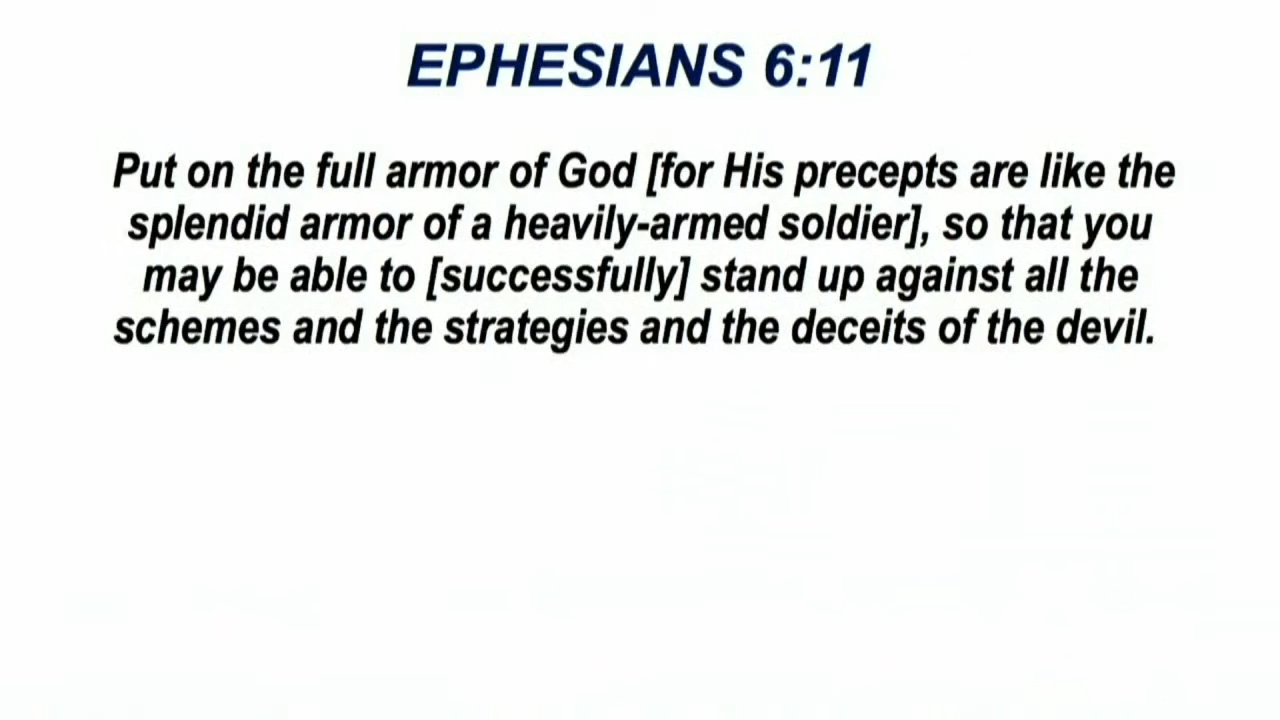 EPHESIANS 6:11
Put on the full armor of God [for His precepts are like the
splendid armor of a heavily-armed soldier], so that you
may be able to [successfully] stand up against all the
schemes and the strategies and the deceits of the devil.